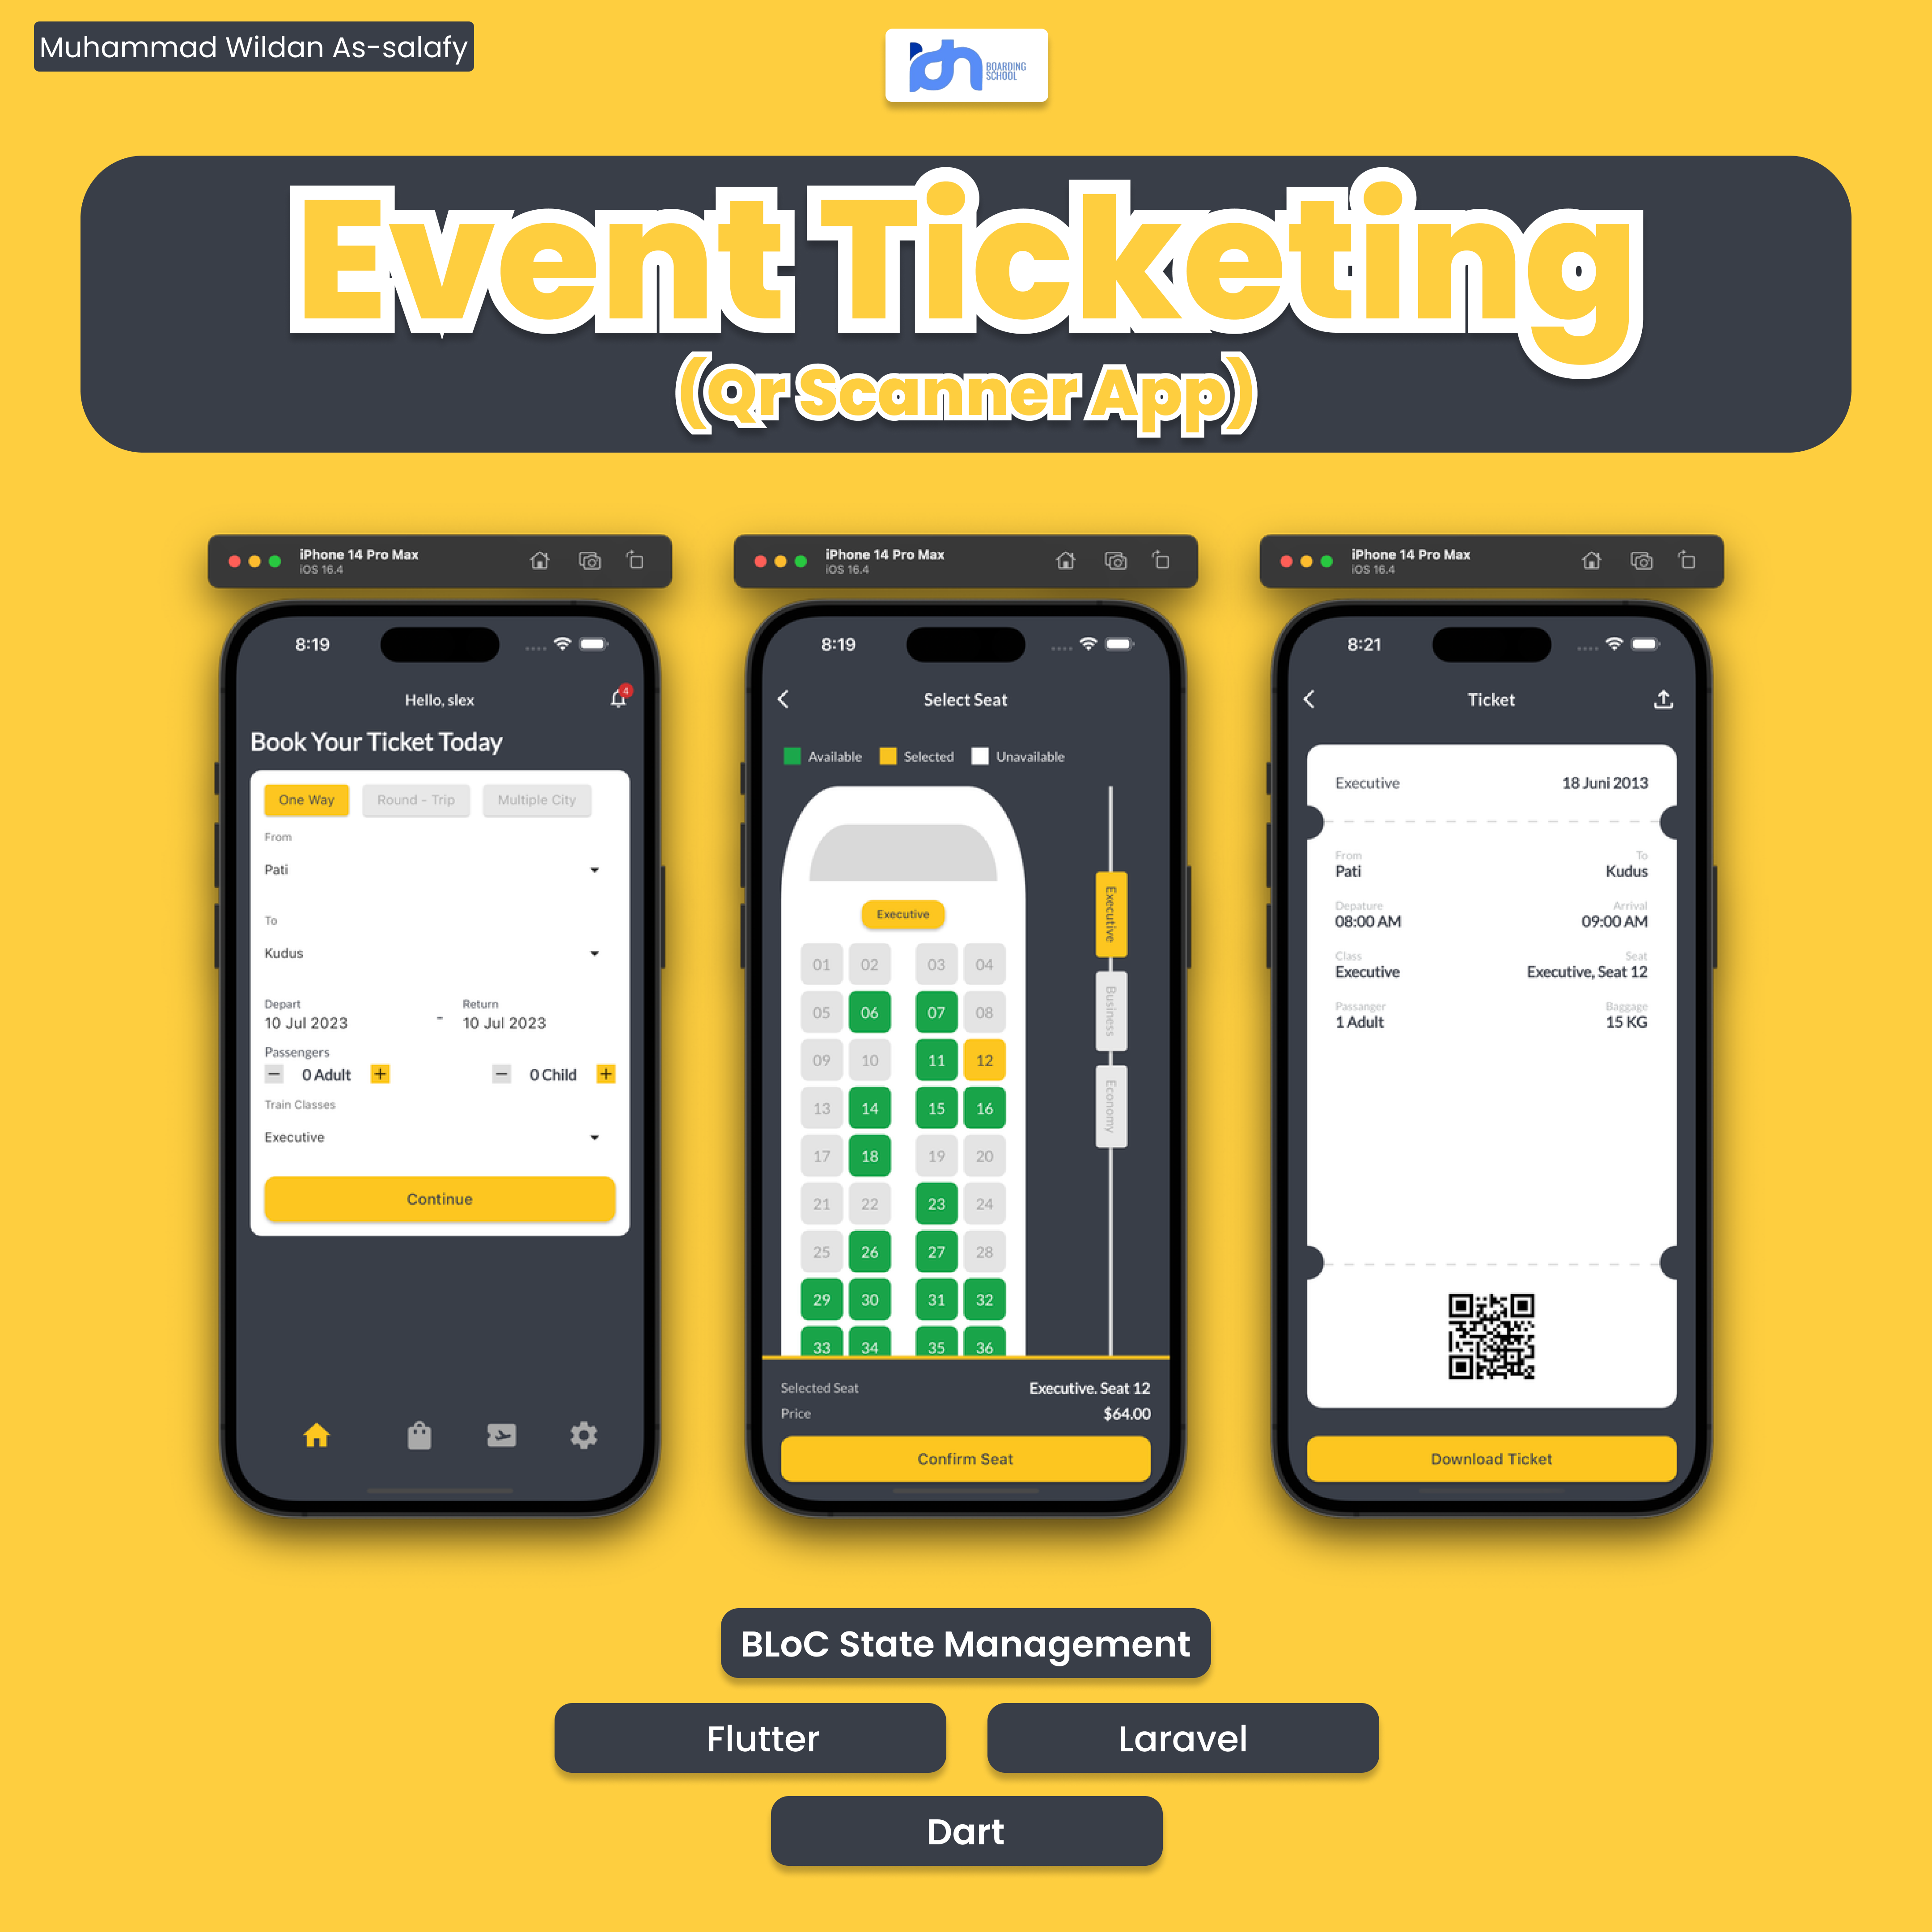 Muhammad Wildan As-salafy
BOARDING
SCHOOL
Event Ticketing
(Qr Scanner App)
iPhone 14 Pro Max
iOS 16.4
8:19
Hello, slex
4
Book Your Ticket Today
One Way
Round - Trip
Multiple City
From
Pati
To
Kudus
Depart
Return
10 Jul 2023
-
10 Jul 2023
Passengers
0 Adult +
0 Child +
Train Classes
Executive
Continue
iPhone 14 Pro Max
iOS 16.4
8:19
Select Seat
Available
Selected
Unavailable
Executive
01 02 03 04
05 06 07 08
09 10 11 12
13 14 15 16
17 18 19 20
21 22 23 24
25 26 27 28
29 30 31 32
33 34 35 36
Executive
Business
Economy
Selected Seat
Executive. Seat 12
Price
$64.00
Confirm Seat
iPhone 14 Pro Max
iOS 16.4
8:21
Ticket
Executive
18 Juni 2013
From
To
Pati
Kudus
Depature
Arrival
08:00 AM
09:00 AM
Class
Seat
Executive
Executive, Seat 12
Passanger
Baggage
1 Adult
15 KG
Download Ticket
BLoC State Management
Flutter
Laravel
Dart